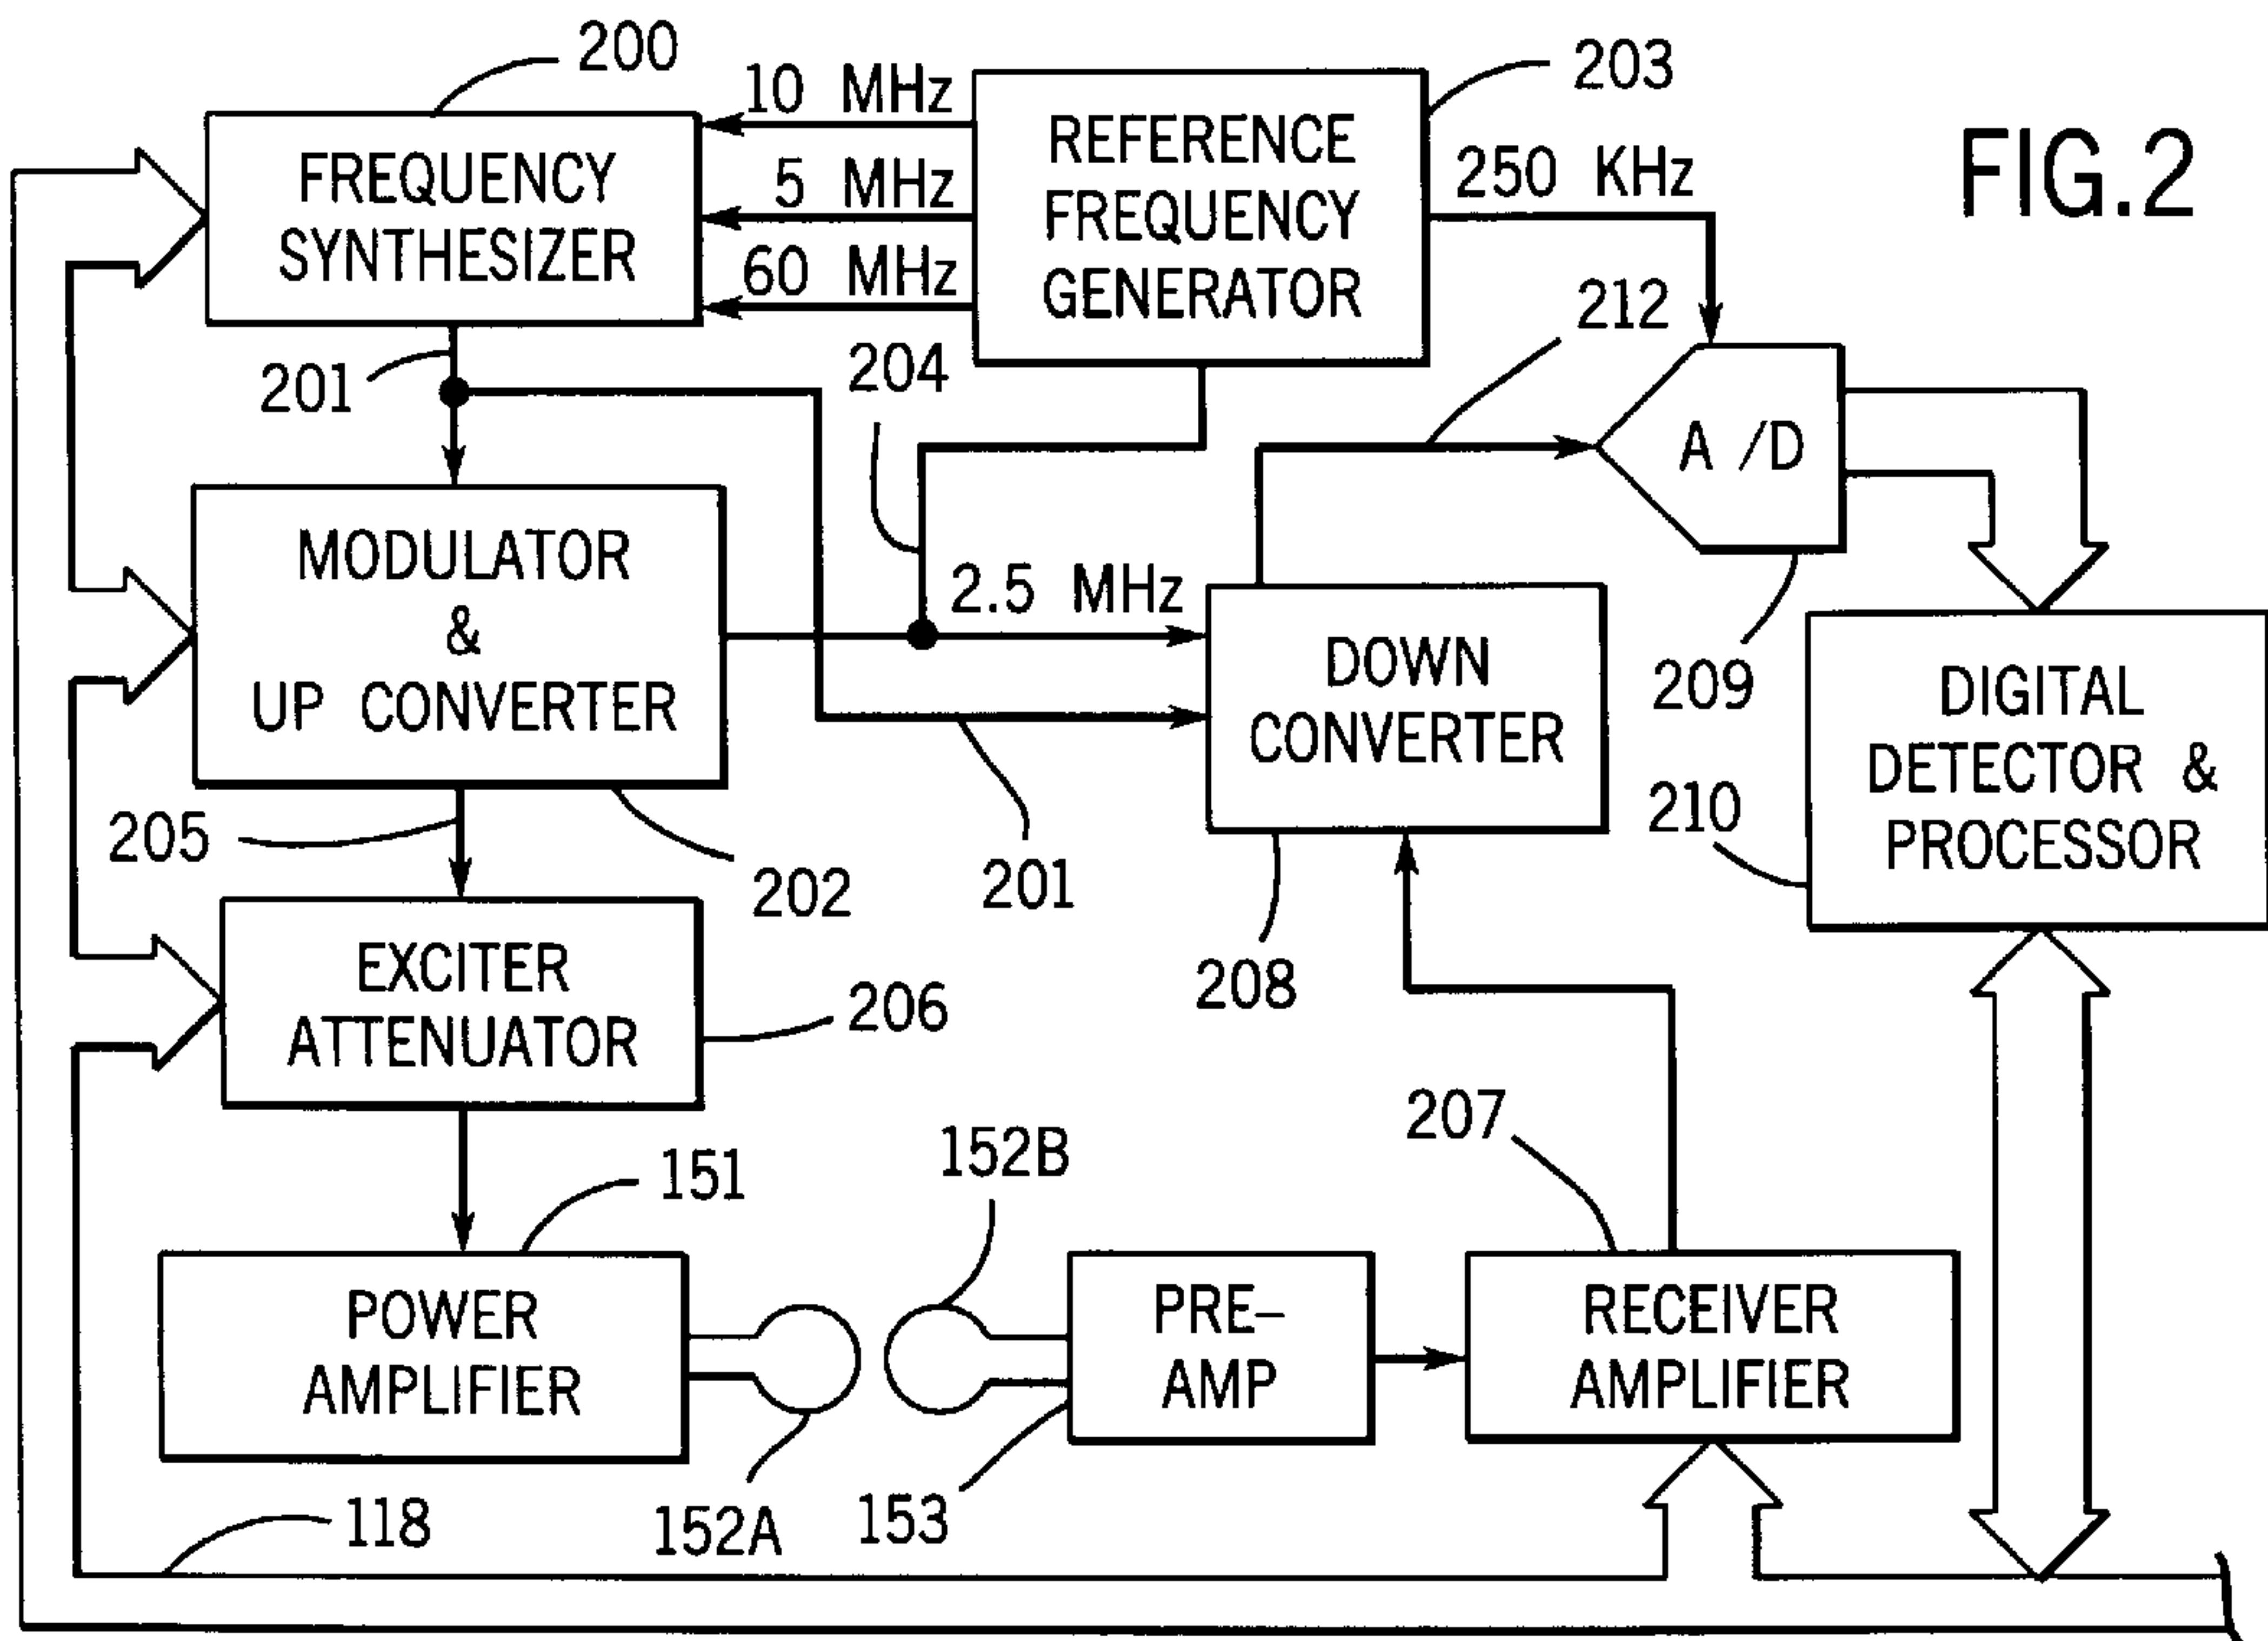 200
10 MHz
203
REFERENCE
FREQUENCY
GENERATOR
FIG.2
FREQUENCY
SYNTHESIZER
5 MHz
250 KHz
60 MHz
212
201
204
A /D
MODULATOR
&
UP CONVERTER
2.5 MHz
DOWN
CONVERTER
209
DIGITAL
DETECTOR &
PROCESSOR
210
205
202
201
208
EXCITER
ATTENUATOR
206
207
152B
151
POWER
AMPLIFIER
PRE-
AMP
RECEIVER
AMPLIFIER
118
152A
153